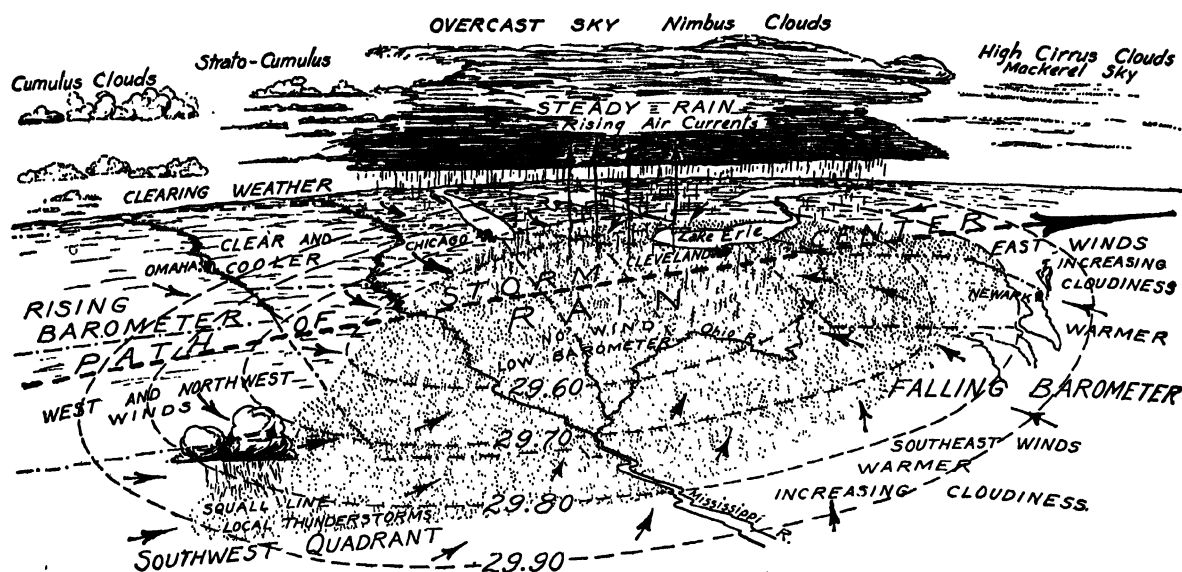 OVERCAST SKY Nimbus Clouds
High Cirrus Clouds
Mackerel Sky
Strato-Cumulus
Cumulus Clouds
STEADY RAIN
Rising Air Currents
CLEARING WEATHER
CLEAR AND
COOLER
OMAHA
CHICAGO
Lake Erie
CLEVELAND
EAST WINDS
INCREASING
CLOUDINESS
NEWARK
WARMER
RISING
BAROMETER
PATH OF STORM CENTER
RAIN
NO WIND
LOW BAROMETER
Ohio R.
WEST AND NORTHWEST
WINDS
FALLING BAROMETER
29.60
29.70
29.80
29.90
SOUTHEAST WINDS
WARMER
INCREASING CLOUDINESS.
Mississippi R.
SQUALL LINE
LOCAL THUNDERSTORMS
SOUTHWEST QUADRANT